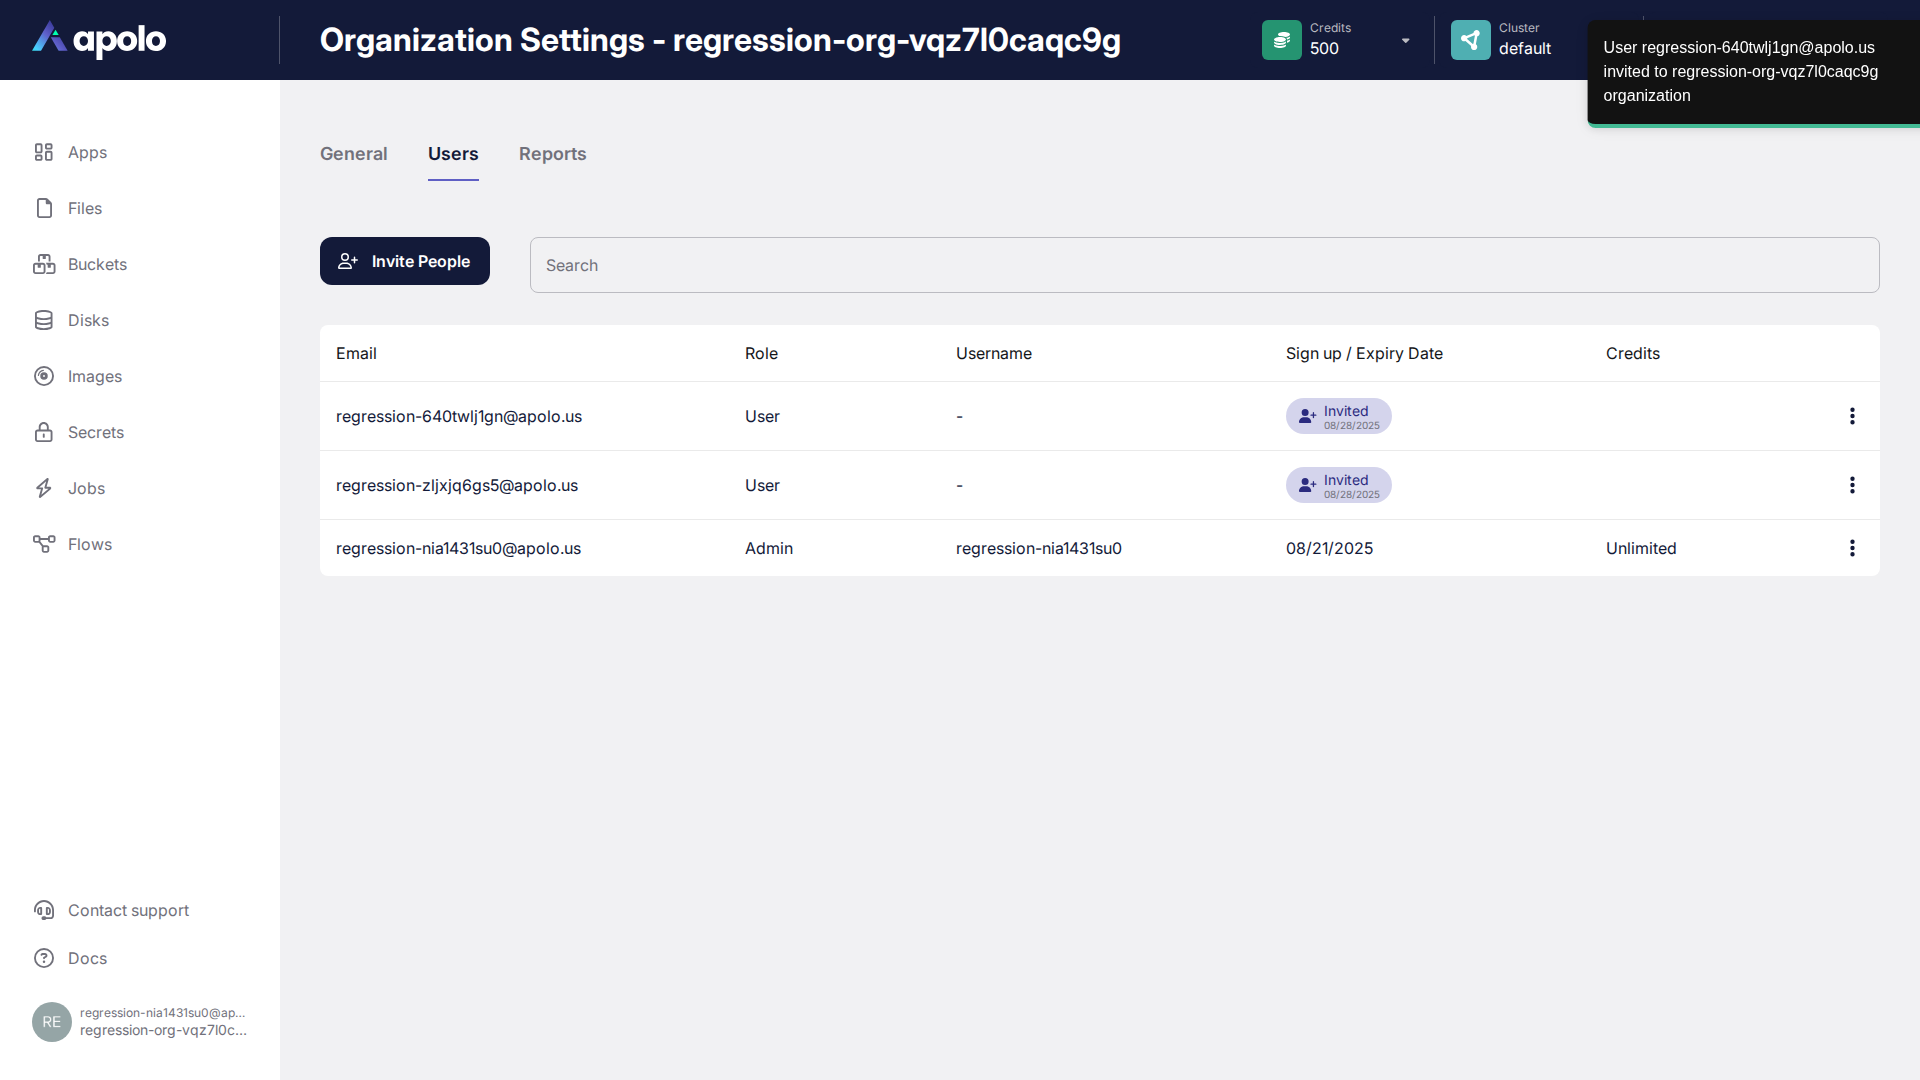 apolo
Organization Settings - regression-org-vqz7l0caqc9g
Credits
500
Cluster
default
User regression-640twlj1gn@apolo.us
invited to regression-org-vqz7l0caqc9g
organization
Apps
Files
Buckets
Disks
Images
Secrets
Jobs
Flows
General
Users
Reports
Invite People
Search
Email Role Username Sign up / Expiry Date Credits
regression-640twlj1gn@apolo.us User - Invited
08/28/2025
regression-zljxjq6gs5@apolo.us User - Invited
08/28/2025
regression-nia1431su0@apolo.us Admin regression-nia1431su0 08/21/2025 Unlimited
Contact support
Docs
RE
regression-nia1431su0@ap...
regression-org-vqz7l0c...